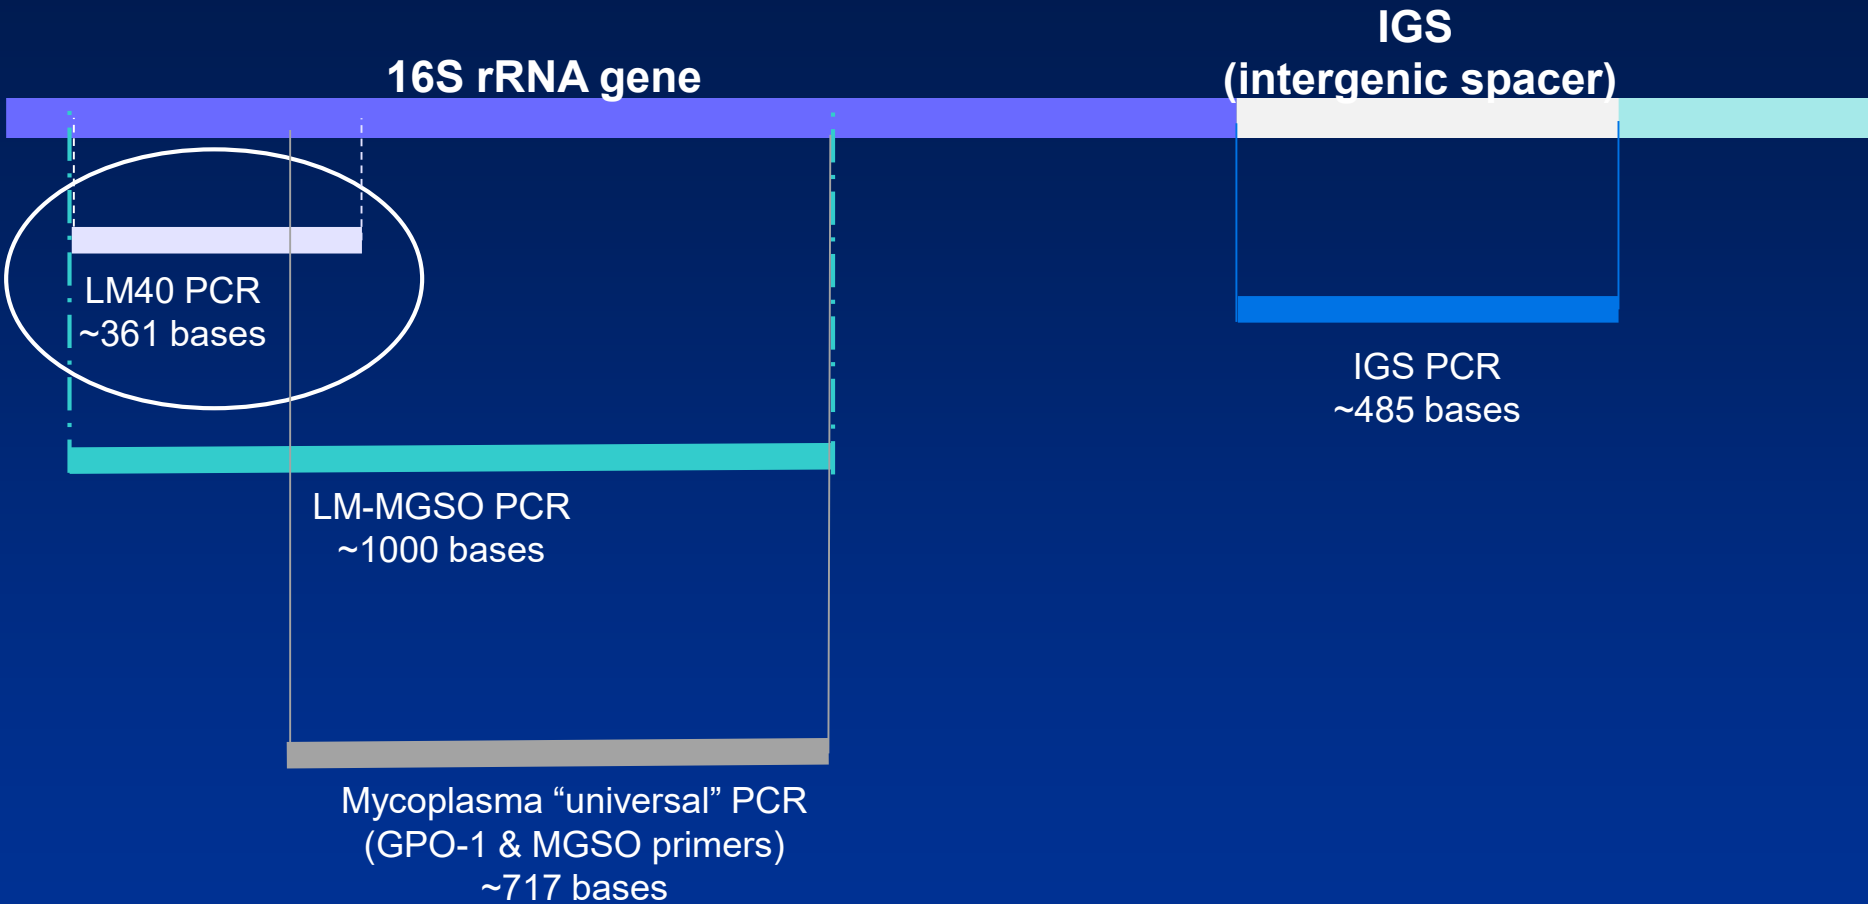 16S rRNA gene
IGS
(intergenic spacer)
LM40 PCR
~361 bases
IGS PCR
~485 bases
LM-MGSO PCR
~1000 bases
Mycoplasma “universal” PCR
(GPO-1 & MGSO primers)
~717 bases